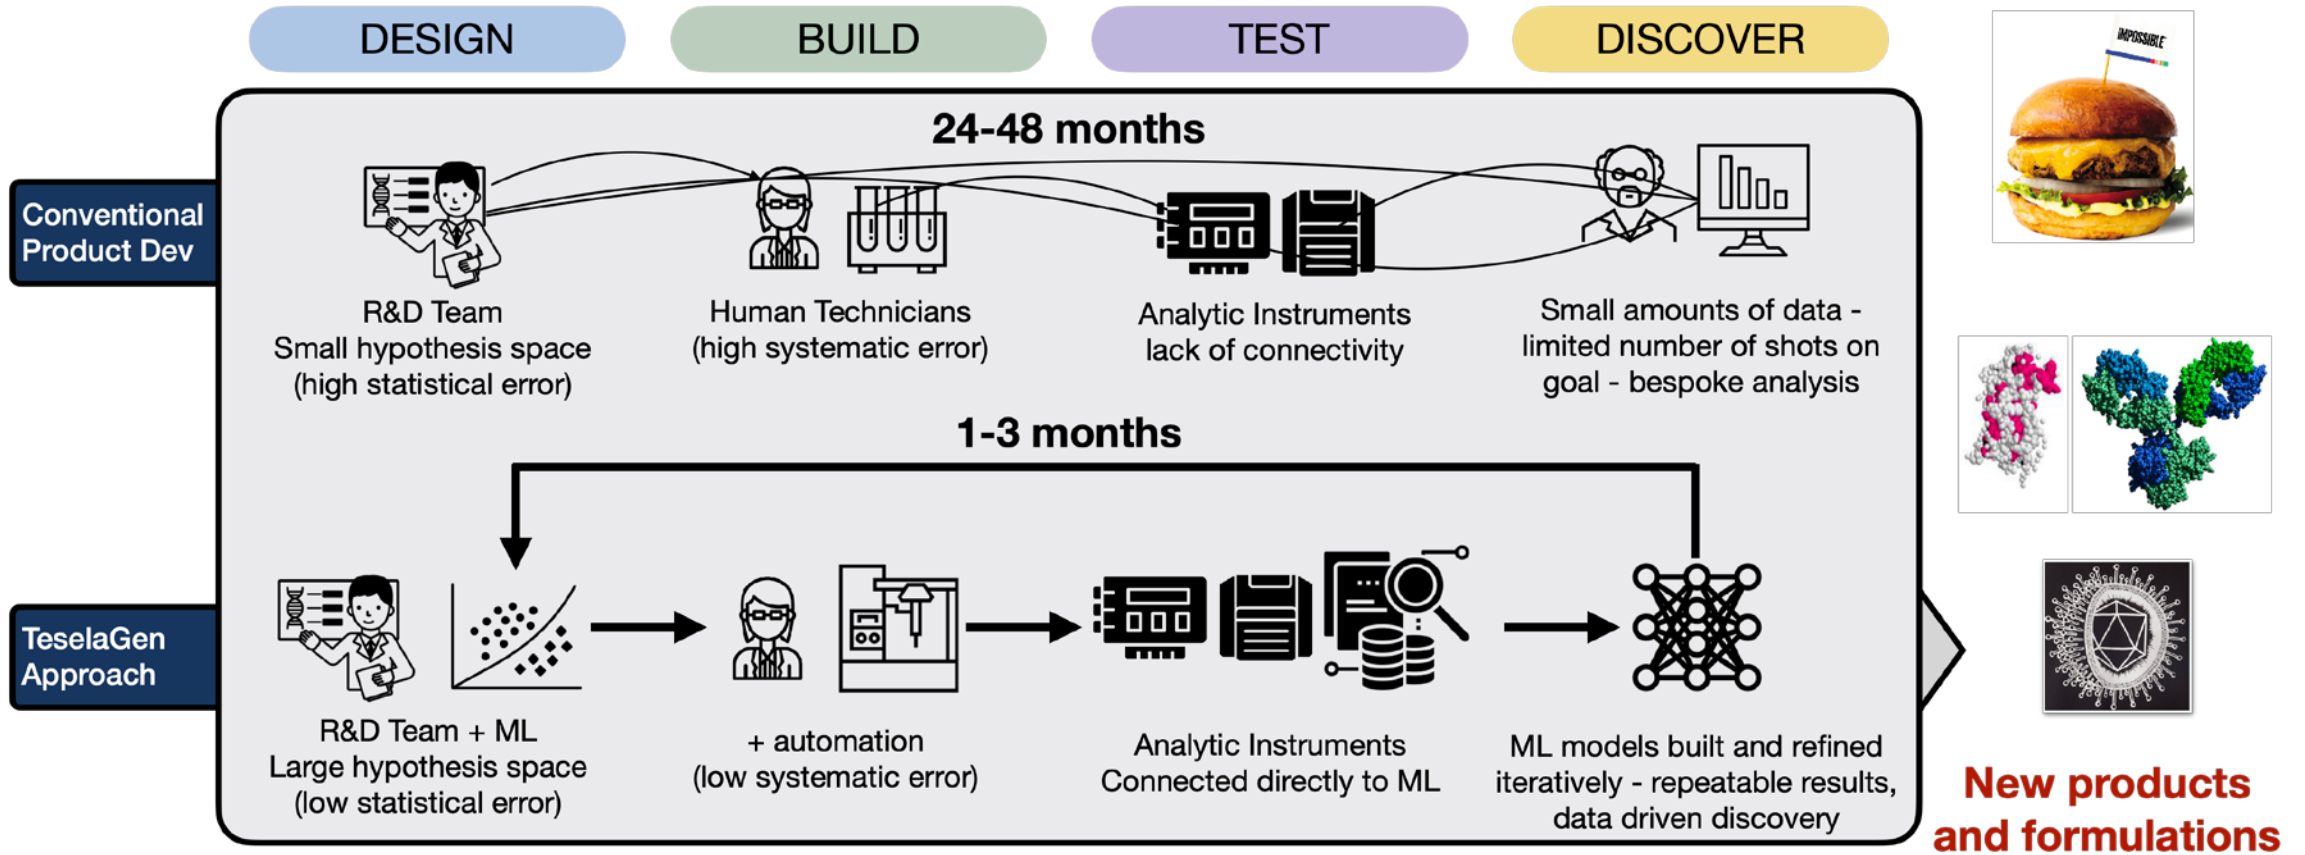 DESIGN
BUILD
TEST
DISCOVER
IMPOSSIBLE
24-48 months
Conventional
Product Dev
R&D Team
Small hypothesis space
(high statistical error)
Human Technicians
(high systematic error)
Analytic Instruments
lack of connectivity
Small amounts of data -
limited number of shots on
goal - bespoke analysis
1-3 months
TeselaGen
Approach
R&D Team + ML
Large hypothesis space
(low statistical error)
+ automation
(low systematic error)
Analytic Instruments
Connected directly to ML
ML models built and refined
iteratively - repeatable results,
data driven discovery
New products
and formulations